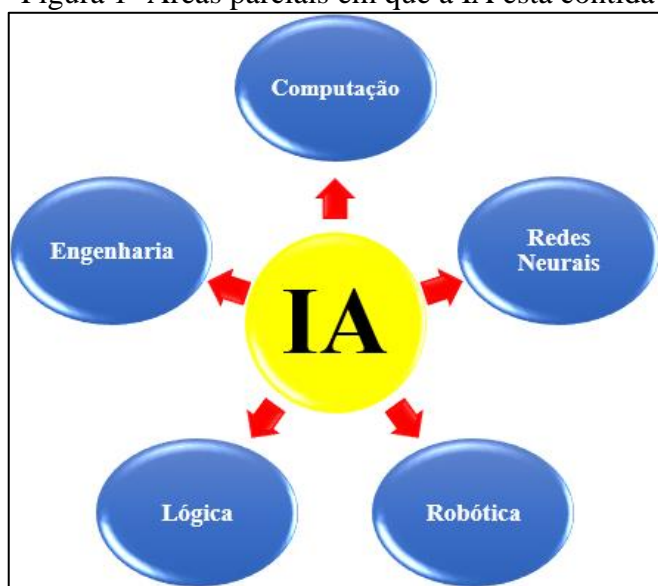 Figura 1- Áreas parciais em que a IA está contida
Computação
Engenharia
Redes
Neurais
IA
Lógica
Robótica